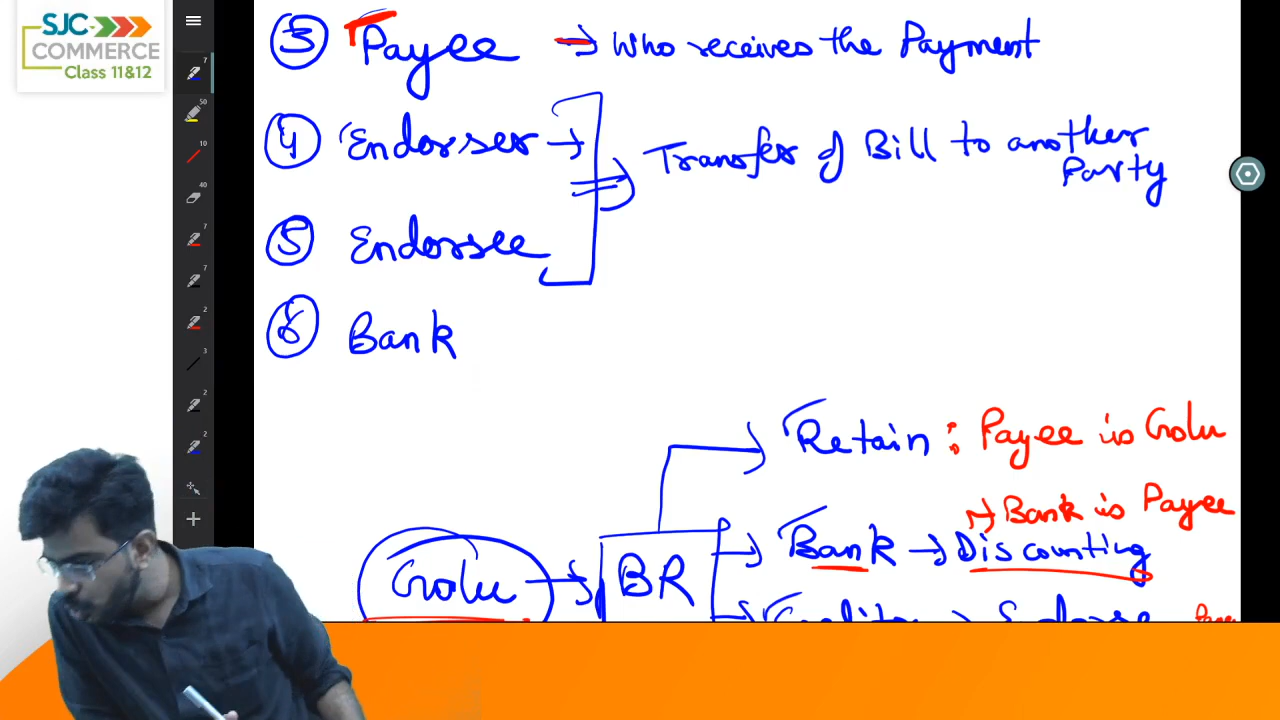 SJC
COMMERCE
Class 11&12
③ Payee → Who receives the Payment
④ Endorser → Transfer of Bill to another Party
⑤ Endorsee
⑥ Bank
Retain : Payee is Golu
→ Bank is Payee
Golu → BR → Bank → Discounting